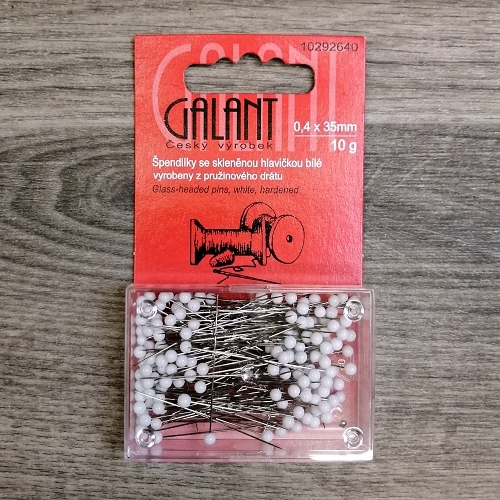 10292640
GALANT
GALANT
Český výrobek
0,4 x 35mm
10 g
Špendlíky se skleněnou hlavičkou bílé
vyrobeny z pružinového drátu
Glass-headed pins, white, hardened